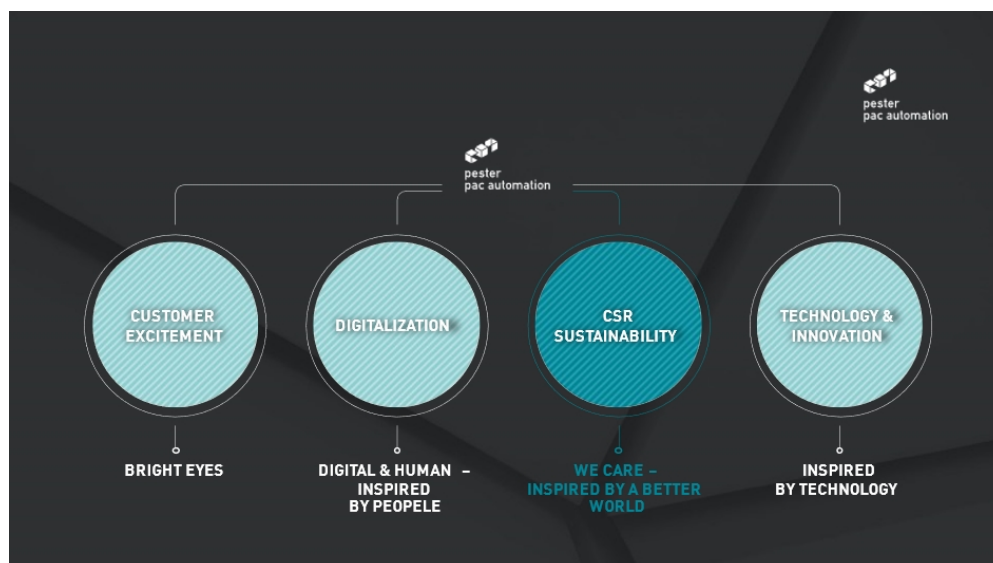 pester
pac automation
pester
pac automation
CUSTOMER
EXCITEMENT
DIGITALIZATION
CSR
SUSTAINABILITY
TECHNOLOGY &
INNOVATION
BRIGHT EYES
DIGITAL & HUMAN –
INSPIRED
BY PEOPELE
WE CARE –
INSPIRED BY A BETTER
WORLD
INSPIRED
BY TECHNOLOGY